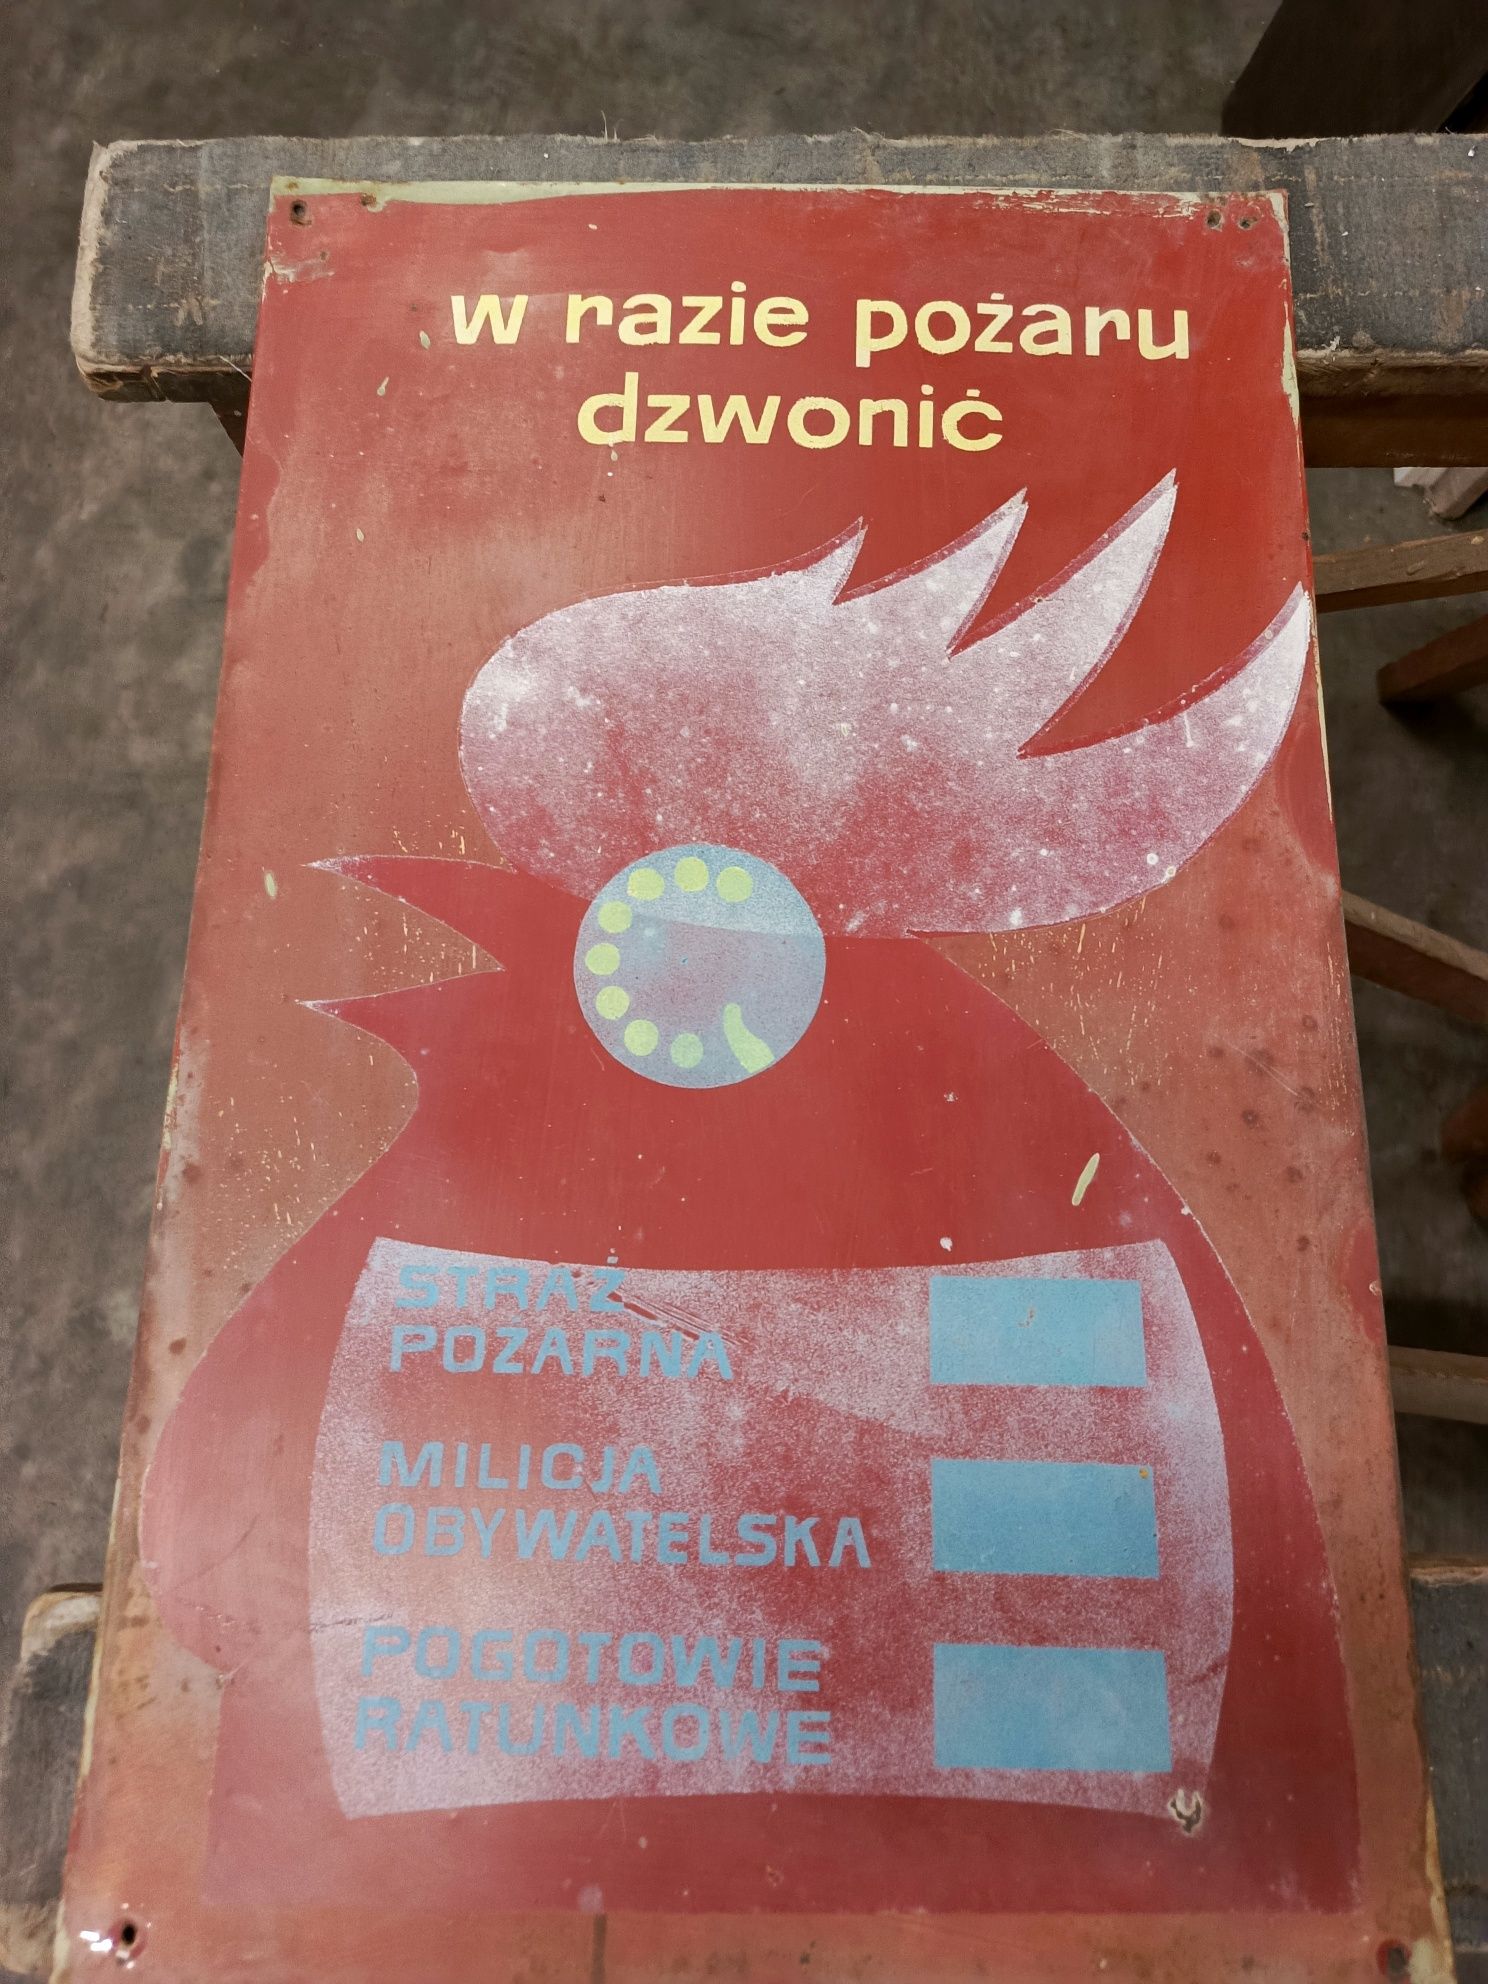 w razie pożaru
dzwonić
STRAŻ
POŻARNA
MILICJA
OBYWATELSKA
POGOTOWIE
RATUNKOWE